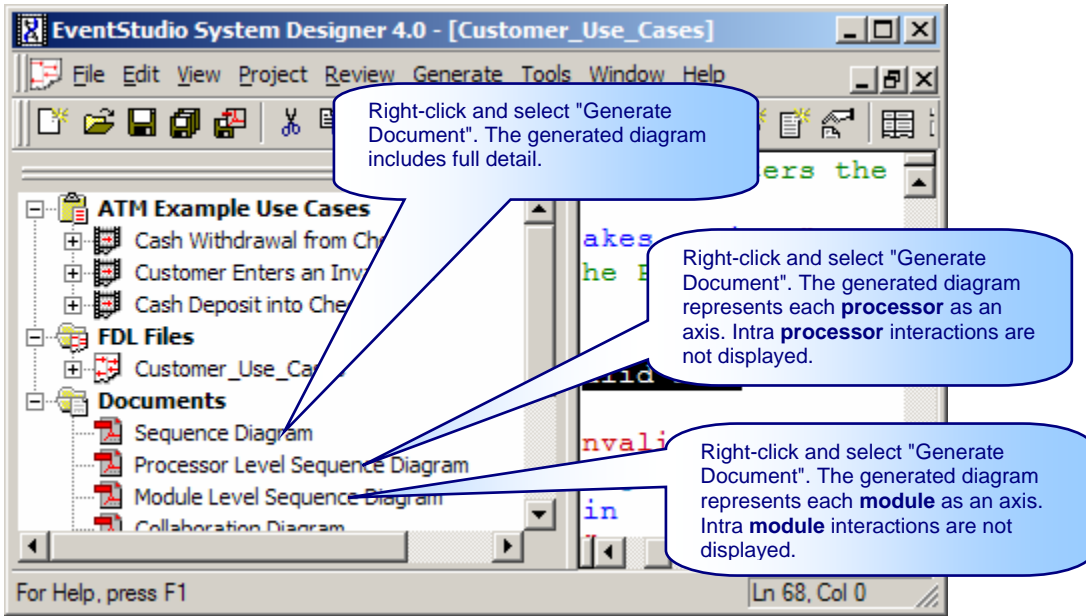 EventStudio System Designer 4.0 - [Customer_Use_Cases]
File Edit View Project Review Generate Tools Window Help
Right-click and select "Generate
Document". The generated diagram
includes full detail.
ers the
ATM Example Use Cases
Cash Withdrawal from Che
Customer Enters an Inva
Cash Deposit into Che
FDL Files
Customer_Use_Ca
Documents
Sequence Diagram
Processor Level Sequence Diagram
Module Level Sequence Diagram
Collaboration Diagram
akes
he
Right-click and select "Generate
Document". The generated diagram
represents each processor as an
axis. Intra processor interactions are
not displayed.
nvali
in
Right-click and select "Generate
Document". The generated diagram
represents each module as an axis.
Intra module interactions are not
displayed.
For Help, press F1
Ln 68, Col 0